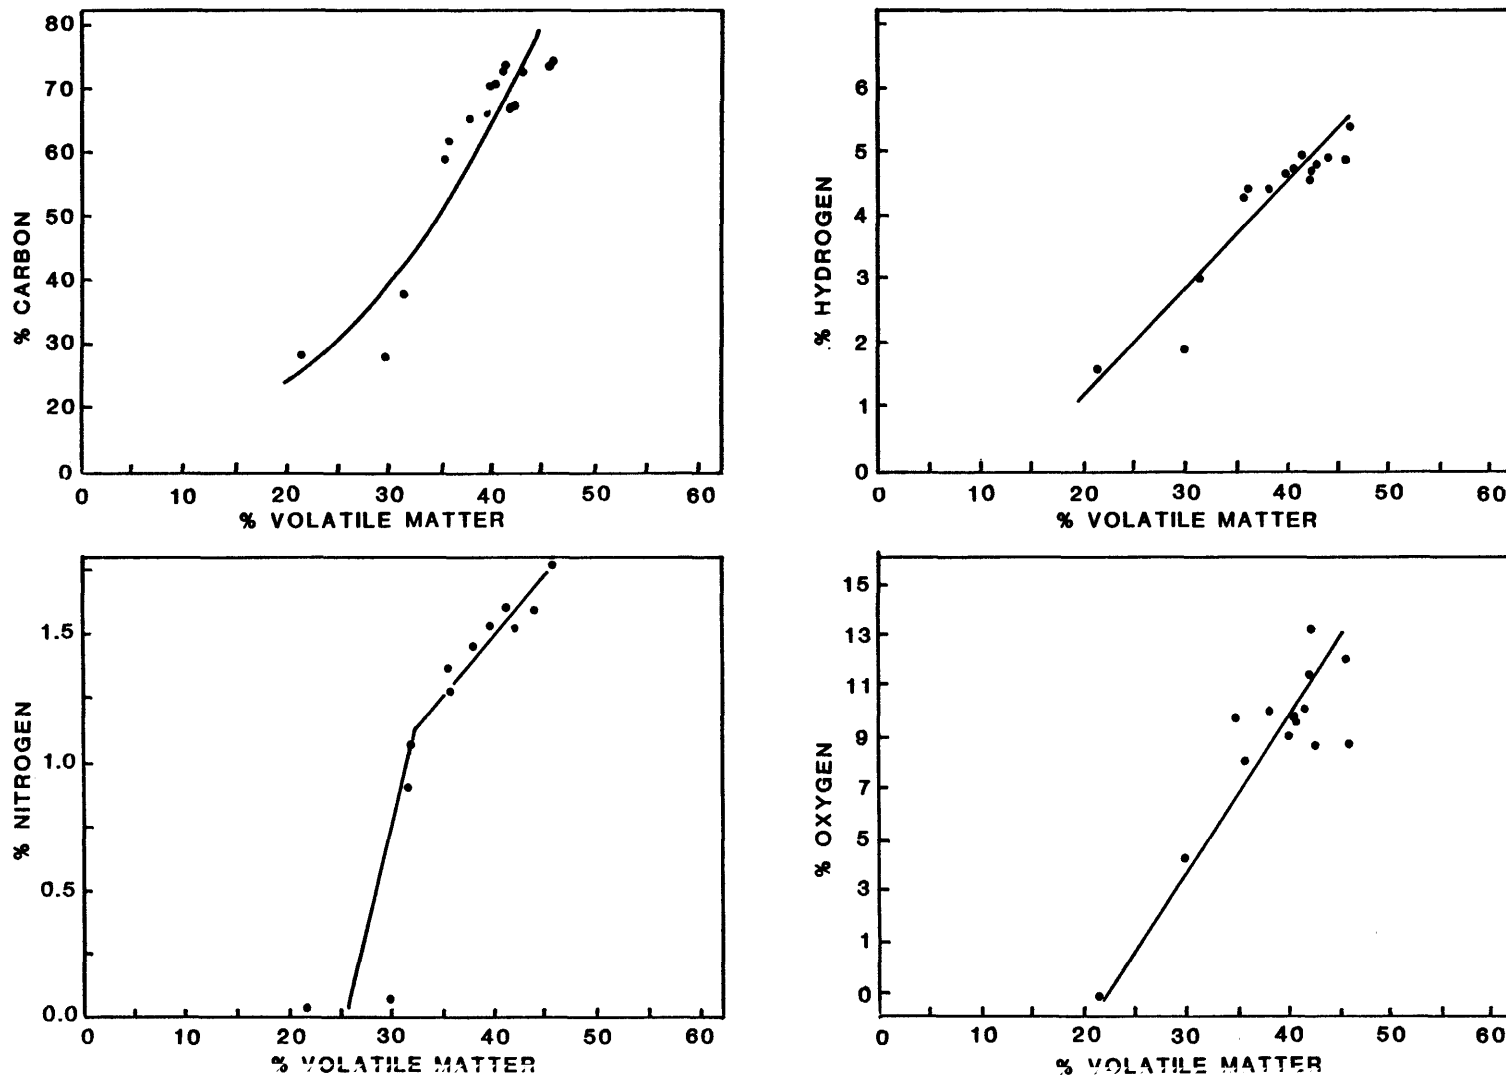 80
70
60
50
40
30
20
0
% CARBON
0 10 20 30 40 50 60
% VOLATILE MATTER
6
5
4
3
2
1
0
% HYDROGEN
0 10 20 30 40 50 60
% VOLATILE MATTER
1.5
1.0
0.5
0.0
% NITROGEN
0 10 20 30 40 50 60
% VOLATILE MATTER
15
13
11
9
7
5
3
1
0
% OXYGEN
0 10 20 30 40 50 60
% VOLATILE MATTER